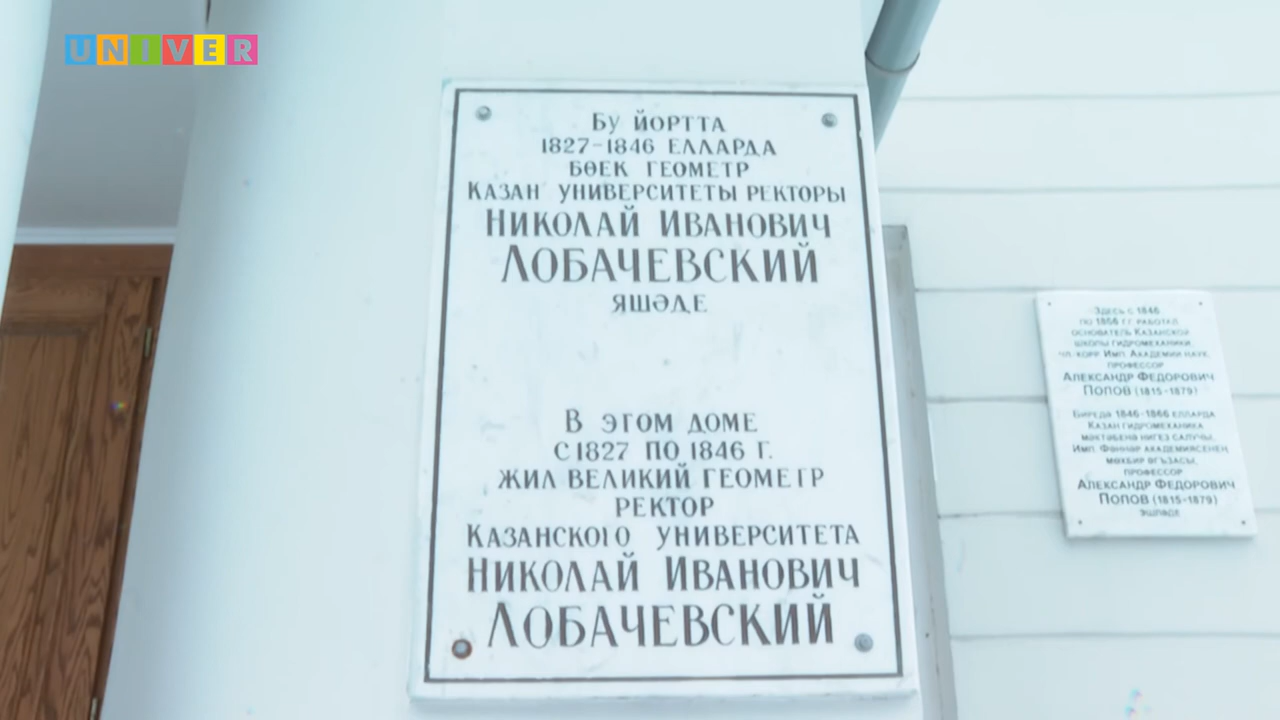 UNIVER
Бу йортта
1827-1846 елларда
бөек геометр
Казан университеты ректоры
Николай Иванович
Лобачевский
яшәде
В этом доме
с 1827 по 1846 г.
жил великий геометр
ректор
Казанского университета
Николай Иванович
Лобачевский
Здесь с 1846
по 1866 г.г. работал
основатель Казанской
школы гидромеханики,
чл.-корр. Имп. Академии наук,
профессор
Александр Федорович
Попов (1815-1879)
Биредә 1846-1866 елларда
Казан гидромеханика
мәктәбенә нигез салучы,
Имп. Фәннәр академиясенең
мөхбир әгъзасы,
профессор
Александр Федорович
Попов (1815-1879)
эшләде